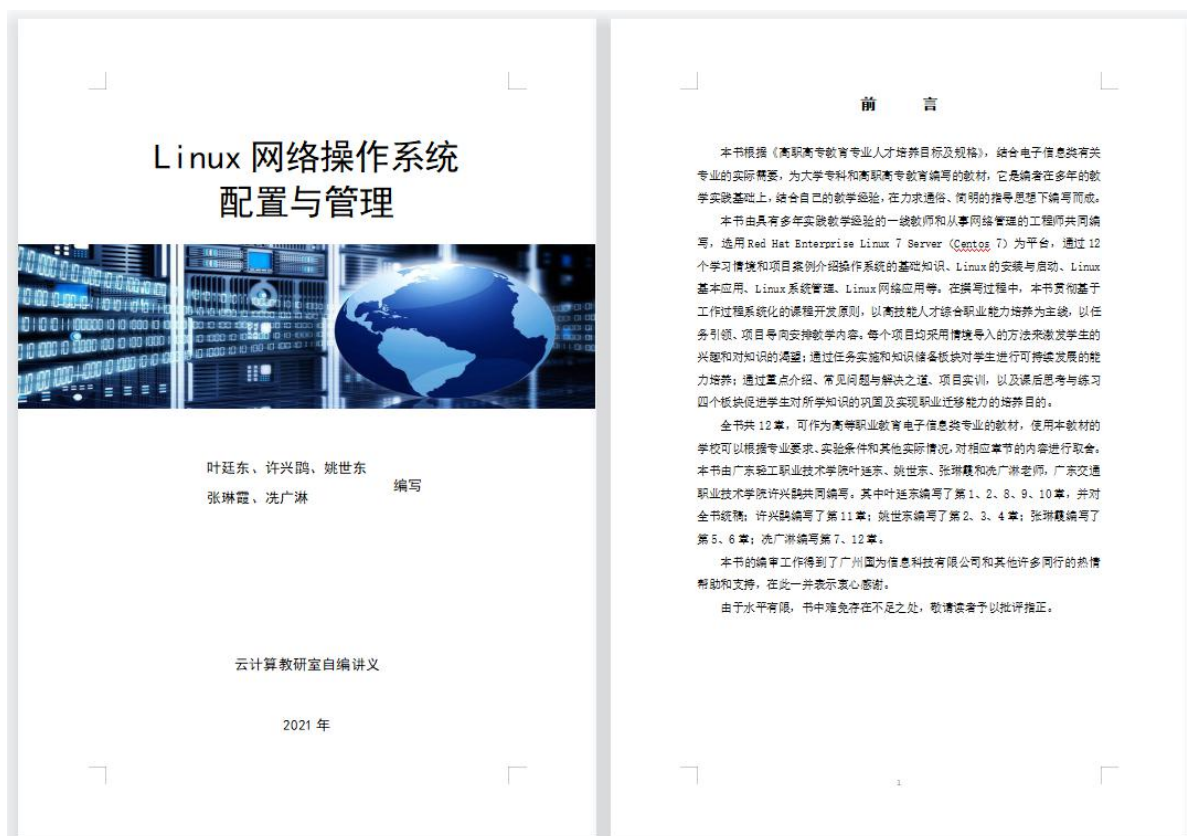 Linux 网络操作系统
配置与管理
叶廷东、许兴鹍、姚世东
张琳霞、冼广淋
编写
云计算教研室自编讲义
2021 年
前 言
本书根据《高职高专教育专业人才培养目标及规格》，结合电子信息类有关
专业的实际需要，为大学专科和高职高专教育编写的教材，它是编者在多年的教
学实践基础上，结合自己的教学经验，在力求通俗、简明的指导思想下编写而成。
本书由具有多年实践教学经验的一线教师和从事网络管理的工程师共同编
写，选用 Red Hat Enterprise Linux 7 Server（Centos 7）为平台，通过 12
个学习情境和项目案例介绍操作系统的基础知识、Linux 的安装与启动、Linux
基本应用、Linux 系统管理、Linux 网络应用等。在撰写过程中，本书贯彻基于
工作过程系统化的课程开发原则，以高技能人才综合职业能力培养为主线，以任
务引领、项目导向安排教学内容。每个项目均采用情境导入的方法来激发学生的
兴趣和对知识的渴望；通过任务实施和知识储备板块对学生进行可持续发展的能
力培养；通过重点介绍、常见问题与解决之道、项目实训，以及课后思考与练习
四个板块促进学生对所学知识的巩固及实现职业迁移能力的培养目的。
全书共 12 章，可作为高等职业教育电子信息类专业的教材，使用本教材的
学校可以根据专业要求、实验条件和其他实际情况，对相应章节的内容进行取舍。
本书由广东轻工职业技术学院叶廷东、姚世东、张琳霞和冼广淋老师，广东交通
职业技术学院许兴鹍共同编写。其中叶廷东编写了第 1、2、8、9、10 章，并对
全书统稿；许兴鹍编写了第 11 章；姚世东编写了第 2、3、4 章；张琳霞编写了
第 5、6 章；冼广淋编写第 7、12 章。
本书的编审工作得到了广州国为信息科技有限公司和其他许多同行的热情
帮助和支持，在此一并表示衷心感谢。
由于水平有限，书中难免存在不足之处，敬请读者予以批评指正。
1